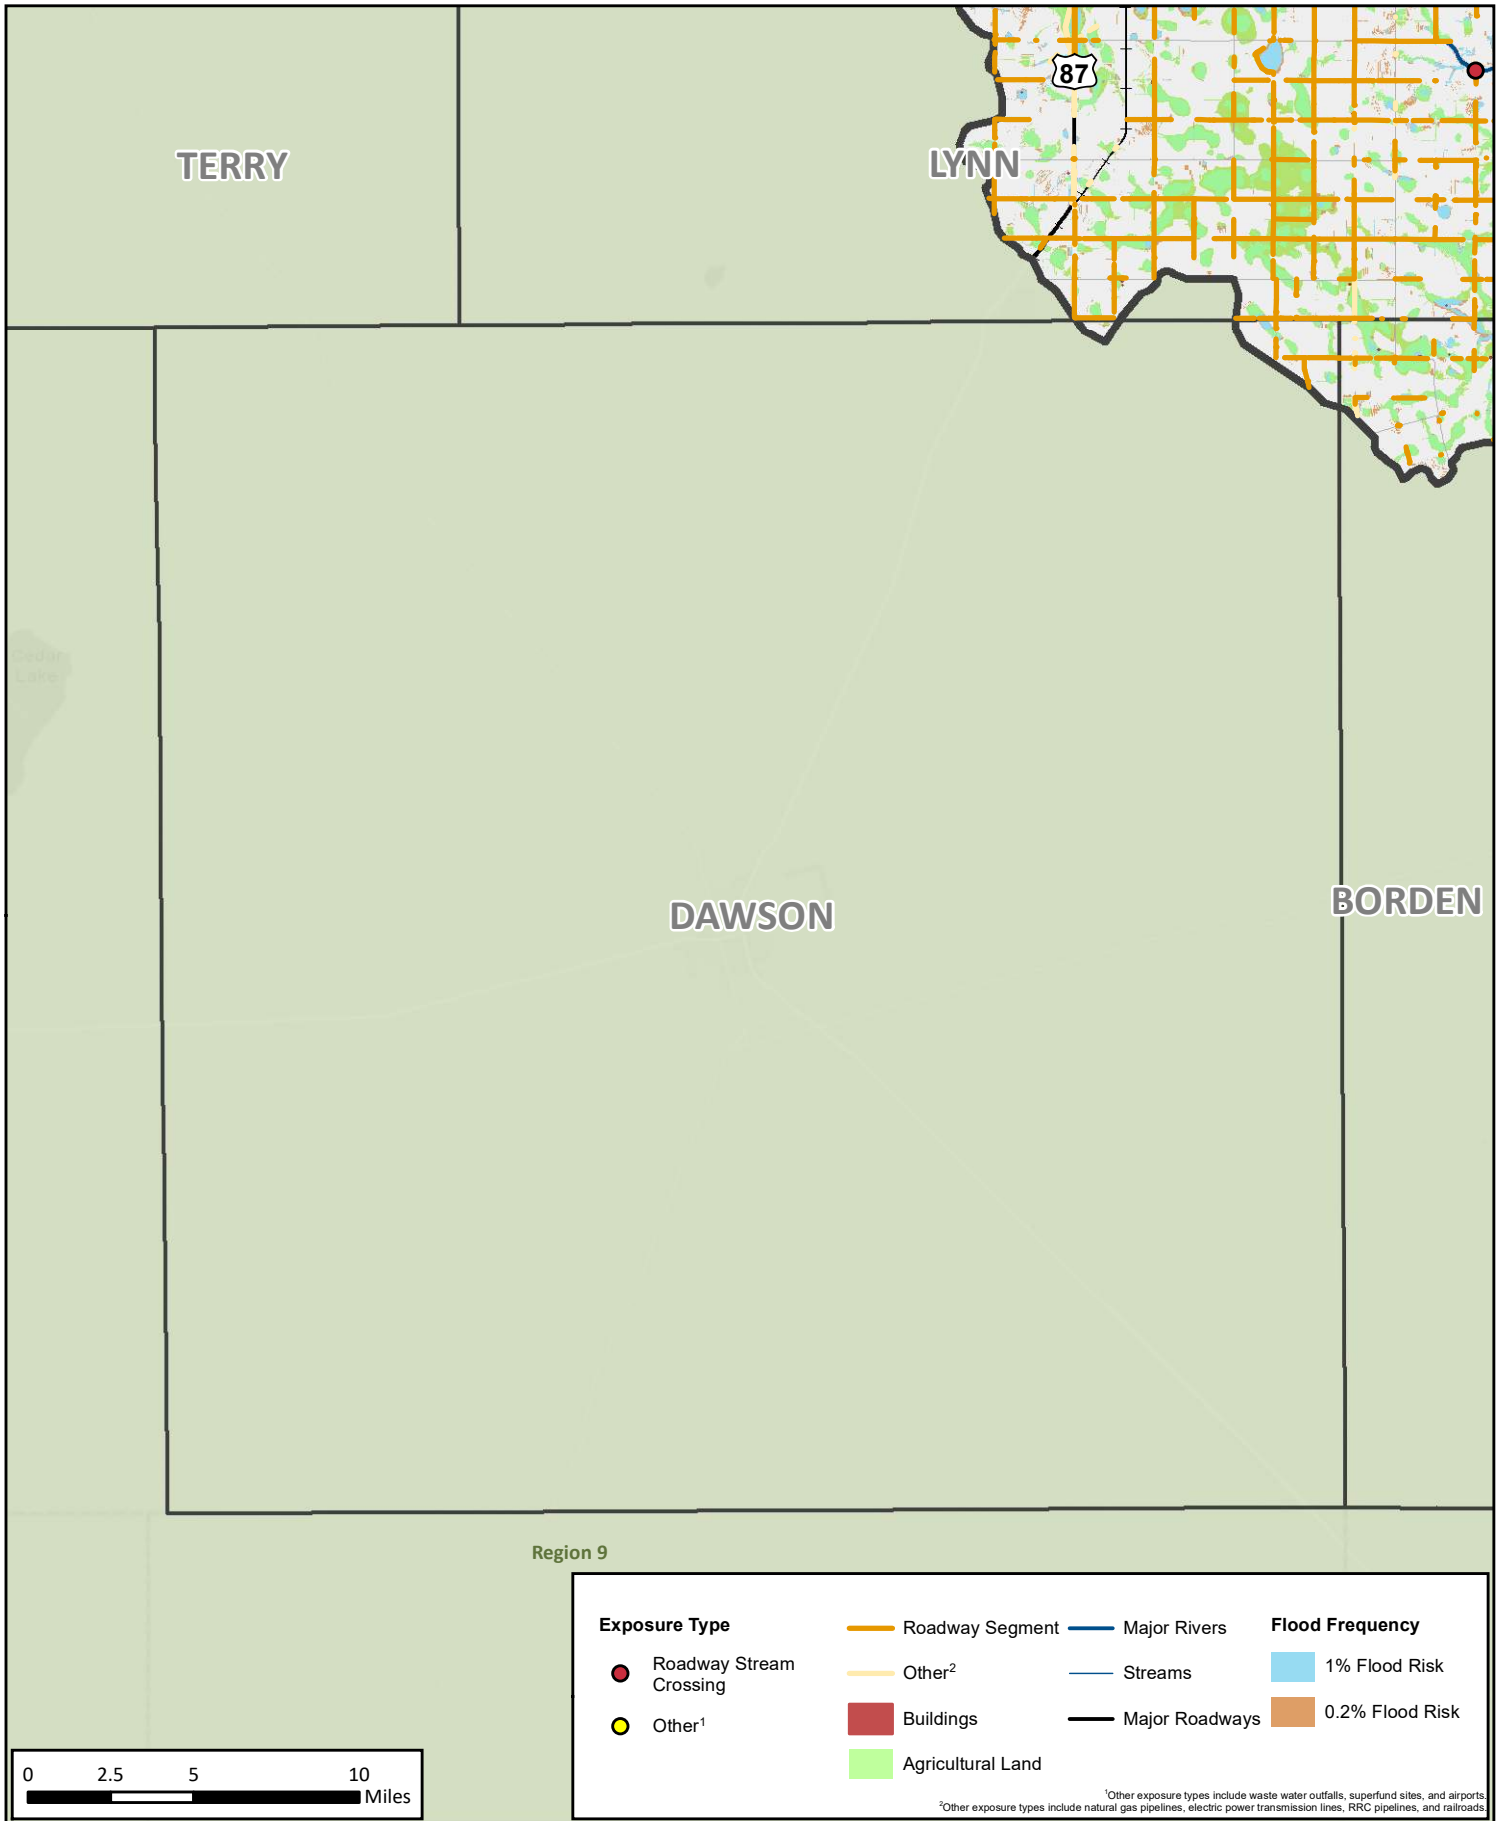 87
TERRY
LYNN
Cedar
Lake
DAWSON
BORDEN
Region 9
Exposure Type
Roadway Stream
Crossing
Other1
Roadway Segment
Other2
Buildings
Agricultural Land
Major Rivers
Streams
Major Roadways
Flood Frequency
1% Flood Risk
0.2% Flood Risk
1Other exposure types include waste water outfalls, superfund sites, and airports.
2Other exposure types include natural gas pipelines, electric power transmission lines, RRC pipelines, and railroads.
0 2.5 5 10
Miles